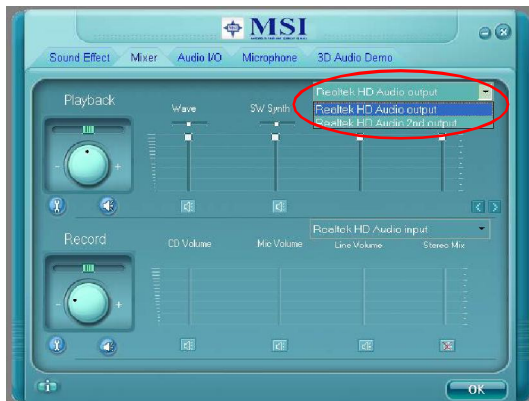 MSI
Sound Effect Mixer Audio I/O Microphone 3D Audio Demo
Realtek HD Audio output
Playback
Wave SW Synth
Realtek HD Audio output
Realtek HD Audio 2nd output
Realtek HD Audio input
Record
CD Volume Mic Volume Line Volume Stereo Mix
OK